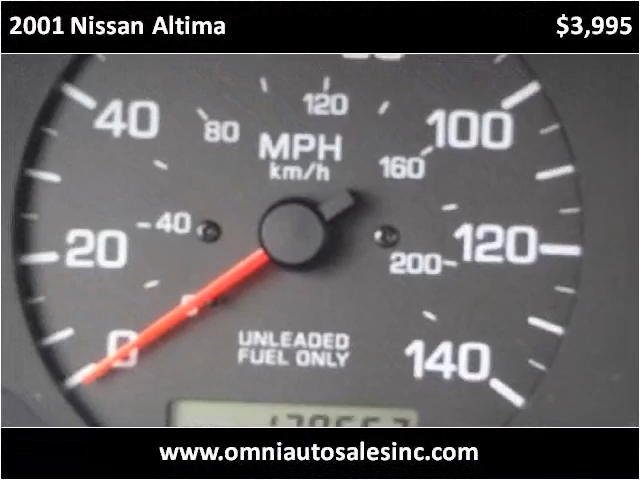 2001 Nissan Altima $3,995
120
40 80 MPH 100
km/h 160
20 40 200 120
0 0
UNLEADED
FUEL ONLY 140
www.omniautosalesinc.com